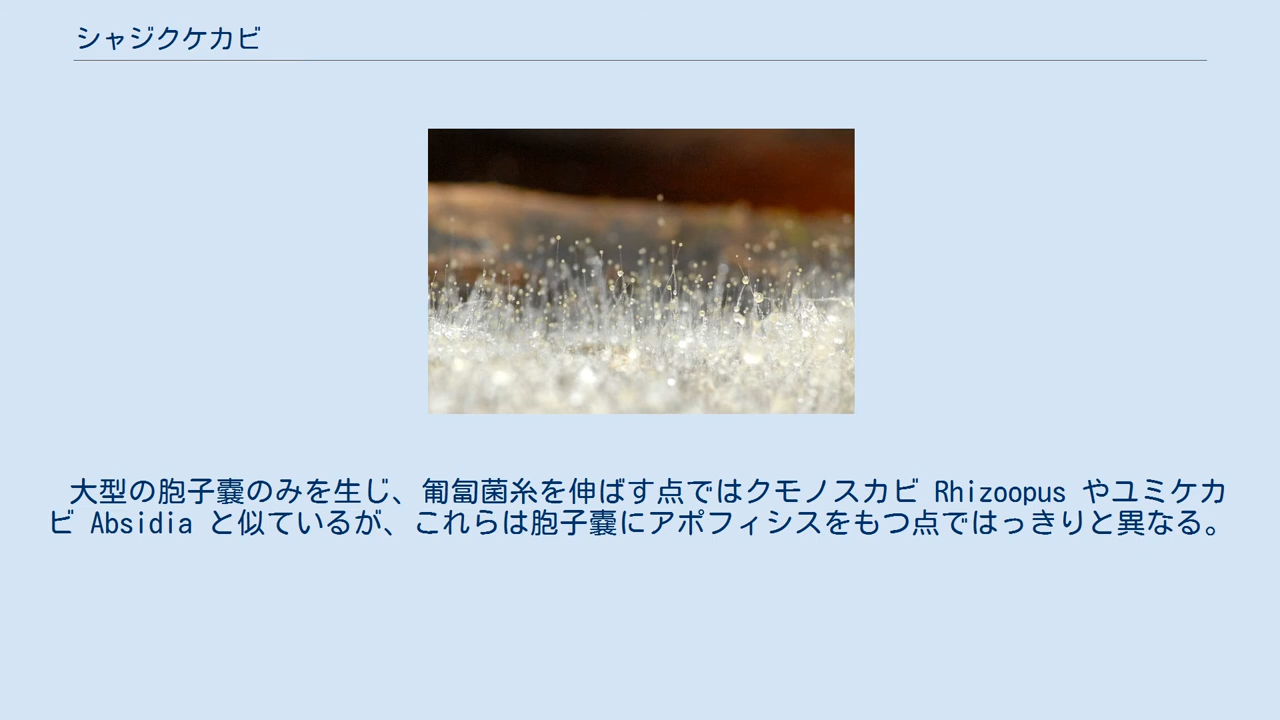 シャジクケカビ
大型の胞子嚢のみを生じ、匍匐菌糸を伸ばす点ではクモノスカビ Rhizoopus やユミケカ
ビ Absidia と似ているが、これらは胞子嚢にアポフィシスをもつ点ではっきりと異なる。